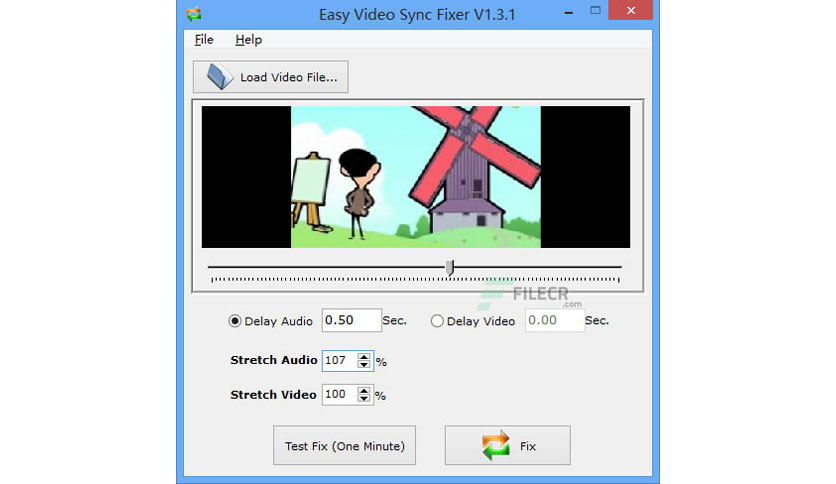 Easy Video Sync Fixer V1.3.1
File Help
Load Video File...
FILECR
.com
Delay Audio 0.50 Sec. Delay Video 0.00 Sec.
Stretch Audio 107 %
Stretch Video 100 %
Test Fix (One Minute) Fix